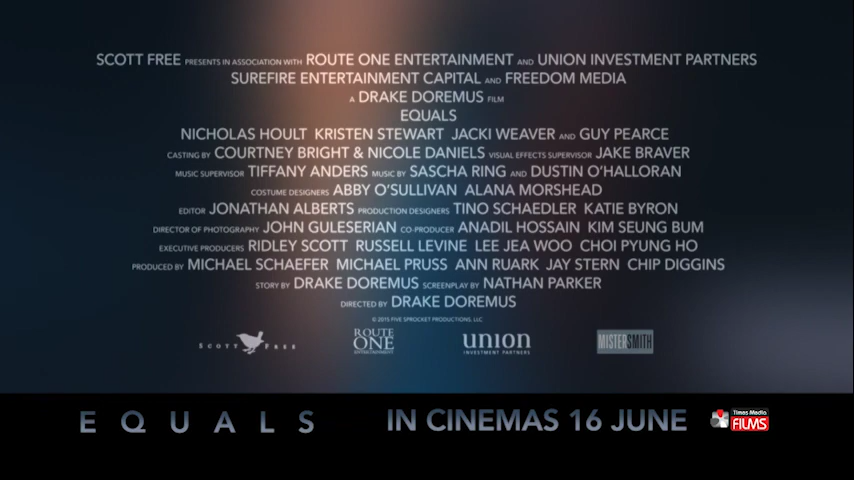 SCOTT FREE PRESENTS IN ASSOCIATION WITH ROUTE ONE ENTERTAINMENT AND UNION INVESTMENT PARTNERS
SUREFIRE ENTERTAINMENT CAPITAL AND FREEDOM MEDIA
A DRAKE DOREMUS FILM
EQUALS
NICHOLAS HOULT KRISTEN STEWART JACKI WEAVER AND GUY PEARCE
CASTING BY COURTNEY BRIGHT & NICOLE DANIELS VISUAL EFFECTS SUPERVISOR JAKE BRAVER
MUSIC SUPERVISOR TIFFANY ANDERS MUSIC BY SASCHA RING AND DUSTIN O'HALLORAN
COSTUME DESIGNERS ABBY O'SULLIVAN ALANA MORSHEAD
EDITOR JONATHAN ALBERTS PRODUCTION DESIGNERS TINO SCHAEDLER KATIE BYRON
DIRECTOR OF PHOTOGRAPHY JOHN GULESERIAN CO-PRODUCER ANADIL HOSSAIN KIM SEUNG BUM
EXECUTIVE PRODUCERS RIDLEY SCOTT RUSSELL LEVINE LEE JEA WOO CHOI PYUNG HO
PRODUCED BY MICHAEL SCHAEFER MICHAEL PRUSS ANN RUARK JAY STERN CHIP DIGGINS
STORY BY DRAKE DOREMUS SCREENPLAY BY NATHAN PARKER
DIRECTED BY DRAKE DOREMUS
© 2015 FIVE SPROCKET PRODUCTIONS, LLC
SCOTT FREE
ROUTE
ONE
ENTERTAINMENT
union
INVESTMENT PARTNERS
MISTERSMITH
EQUALS
IN CINEMAS 16 JUNE
Times Media
FILMS